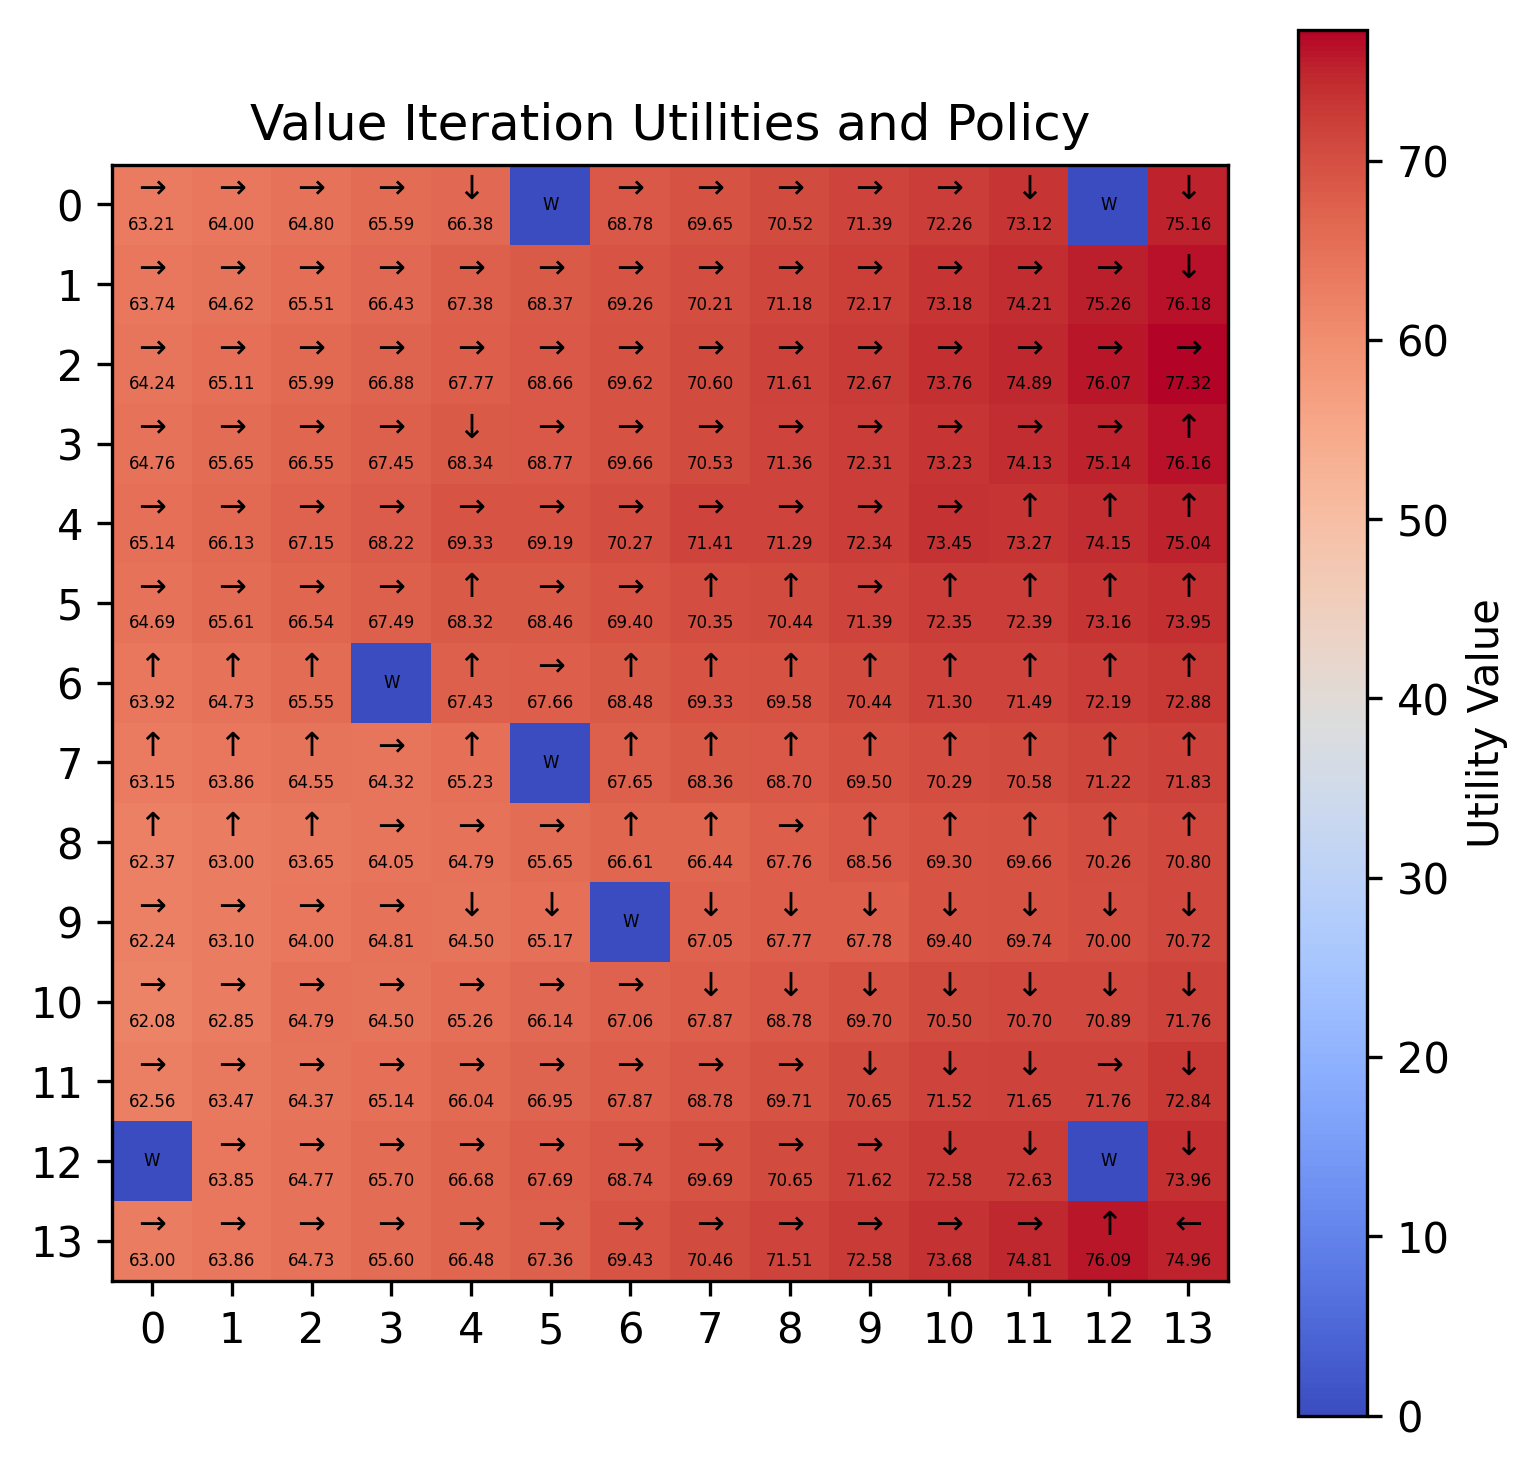 Value Iteration Utilities and Policy
0 → → → → ↓ W → → → → → ↓ W ↓
63.21 64.00 64.80 65.59 66.38 68.78 69.65 70.52 71.39 72.26 73.12 75.16
1 → → → → → → → → → → → → → ↓
63.74 64.62 65.51 66.43 67.38 68.37 69.26 70.21 71.18 72.17 73.18 74.21 75.26 76.18
2 → → → → → → → → → → → → → →
64.24 65.11 65.99 66.88 67.77 68.66 69.62 70.60 71.61 72.67 73.76 74.89 76.07 77.32
3 → → → → ↓ → → → → → → → → ↑
64.76 65.65 66.55 67.45 68.34 68.77 69.66 70.53 71.36 72.31 73.23 74.13 75.14 76.16
4 → → → → → → → → → → → ↑ ↑ ↑
65.14 66.13 67.15 68.22 69.33 69.19 70.27 71.41 71.29 72.34 73.45 73.27 74.15 75.04
5 → → → → ↑ → → ↑ ↑ → ↑ ↑ ↑ ↑
64.69 65.61 66.54 67.49 68.32 68.46 69.40 70.35 70.44 71.39 72.35 72.39 73.16 73.95
6 ↑ ↑ ↑ W ↑ → ↑ ↑ ↑ ↑ ↑ ↑ ↑ ↑
63.92 64.73 65.55 67.43 67.66 68.48 69.33 69.58 70.44 71.30 71.49 72.19 72.88
7 ↑ ↑ ↑ → ↑ W ↑ ↑ ↑ ↑ ↑ ↑ ↑ ↑
63.15 63.86 64.55 64.32 65.23 67.65 68.36 68.70 69.50 70.29 70.58 71.22 71.83
8 ↑ ↑ ↑ → → → ↑ ↑ → ↑ ↑ ↑ ↑ ↑
62.37 63.00 63.65 64.05 64.79 65.65 66.61 66.44 67.76 68.56 69.30 69.66 70.26 70.80
9 → → → → ↓ ↓ W ↓ ↓ ↓ ↓ ↓ ↓ ↓
62.24 63.10 64.00 64.81 64.50 65.17 67.05 67.77 67.78 69.40 69.74 70.00 70.72
10 → → → → → → → ↓ ↓ ↓ ↓ ↓ ↓ ↓
62.08 62.85 64.79 64.50 65.26 66.14 67.06 67.87 68.78 69.70 70.50 70.70 70.89 71.76
11 → → → → → → → → → ↓ ↓ ↓ → ↓
62.56 63.47 64.37 65.14 66.04 66.95 67.87 68.78 69.71 70.65 71.52 71.65 71.76 72.84
12 W → → → → → → → → → ↓ ↓ W ↓
63.85 64.77 65.70 66.68 67.69 68.74 69.69 70.65 71.62 72.58 72.63 73.96
13 → → → → → → → → → → → → ↑ ←
63.00 63.86 64.73 65.60 66.48 67.36 69.43 70.46 71.51 72.58 73.68 74.81 76.09 74.96
0 1 2 3 4 5 6 7 8 9 10 11 12 13
70
60
50
40
30
20
10
0
Utility Value